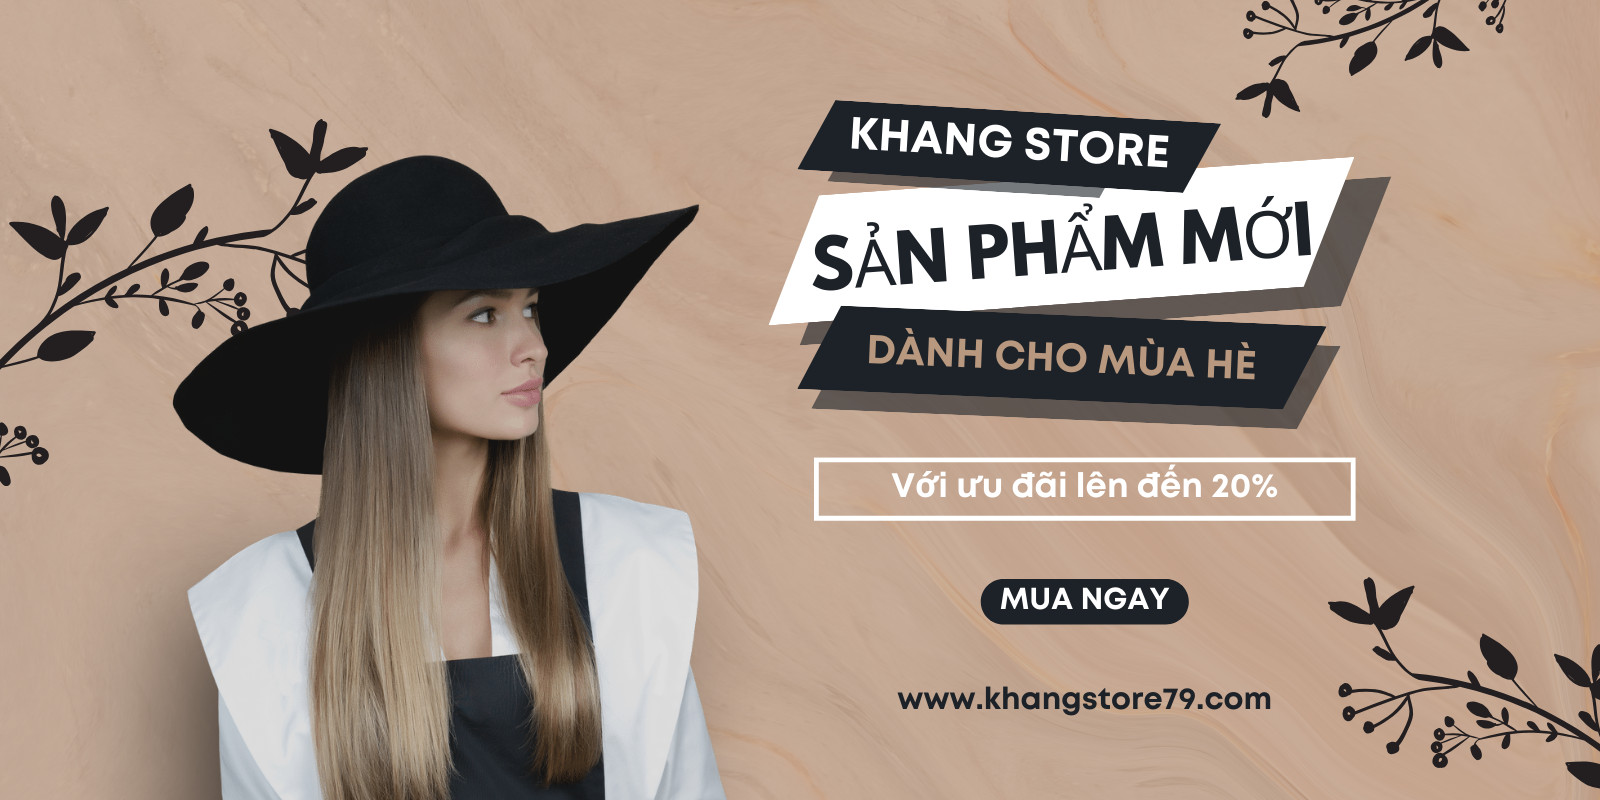 KHANG STORE
SẢN PHẨM MỚI
DÀNH CHO MÙA HÈ
Với ưu đãi lên đến 20%
MUA NGAY
www.khangstore79.com